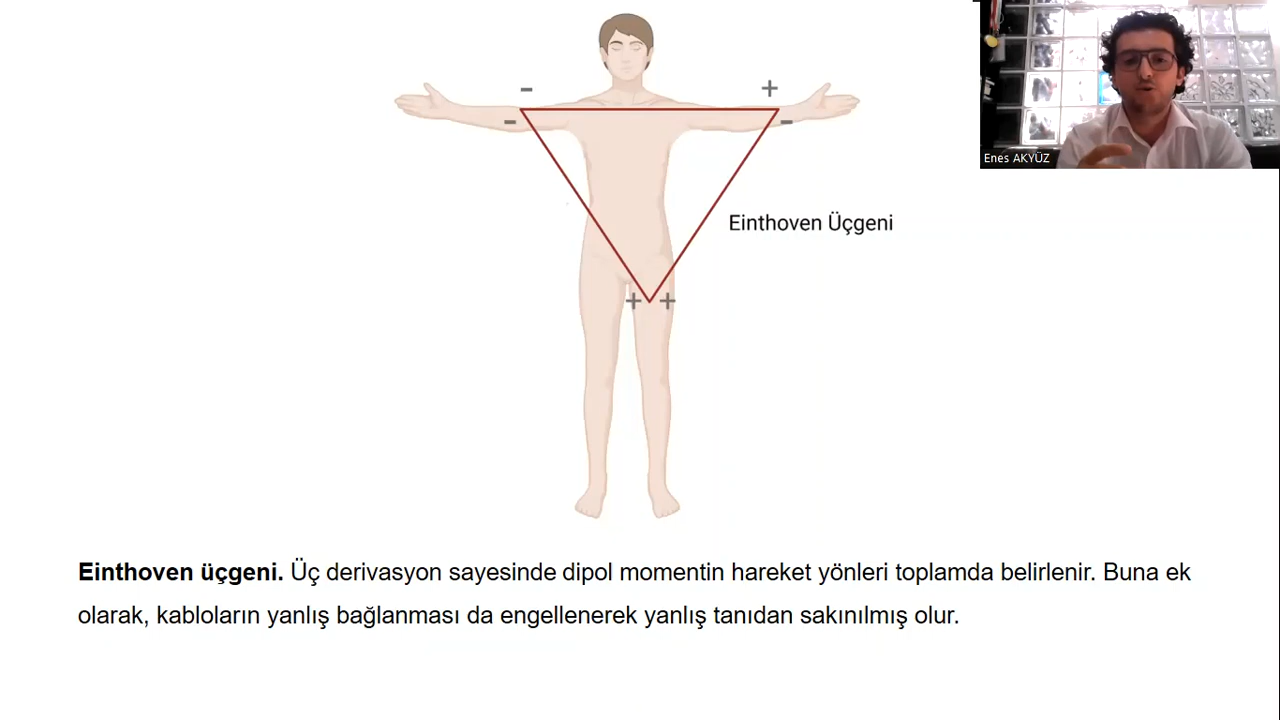 - +
- -
Enes AKYÜZ
Einthoven Üçgeni
+ +
Einthoven üçgeni. Üç derivasyon sayesinde dipol momentin hareket yönleri toplamda belirlenir. Buna ek
olarak, kabloların yanlış bağlanması da engellenerek yanlış tanıdan sakınılmış olur.